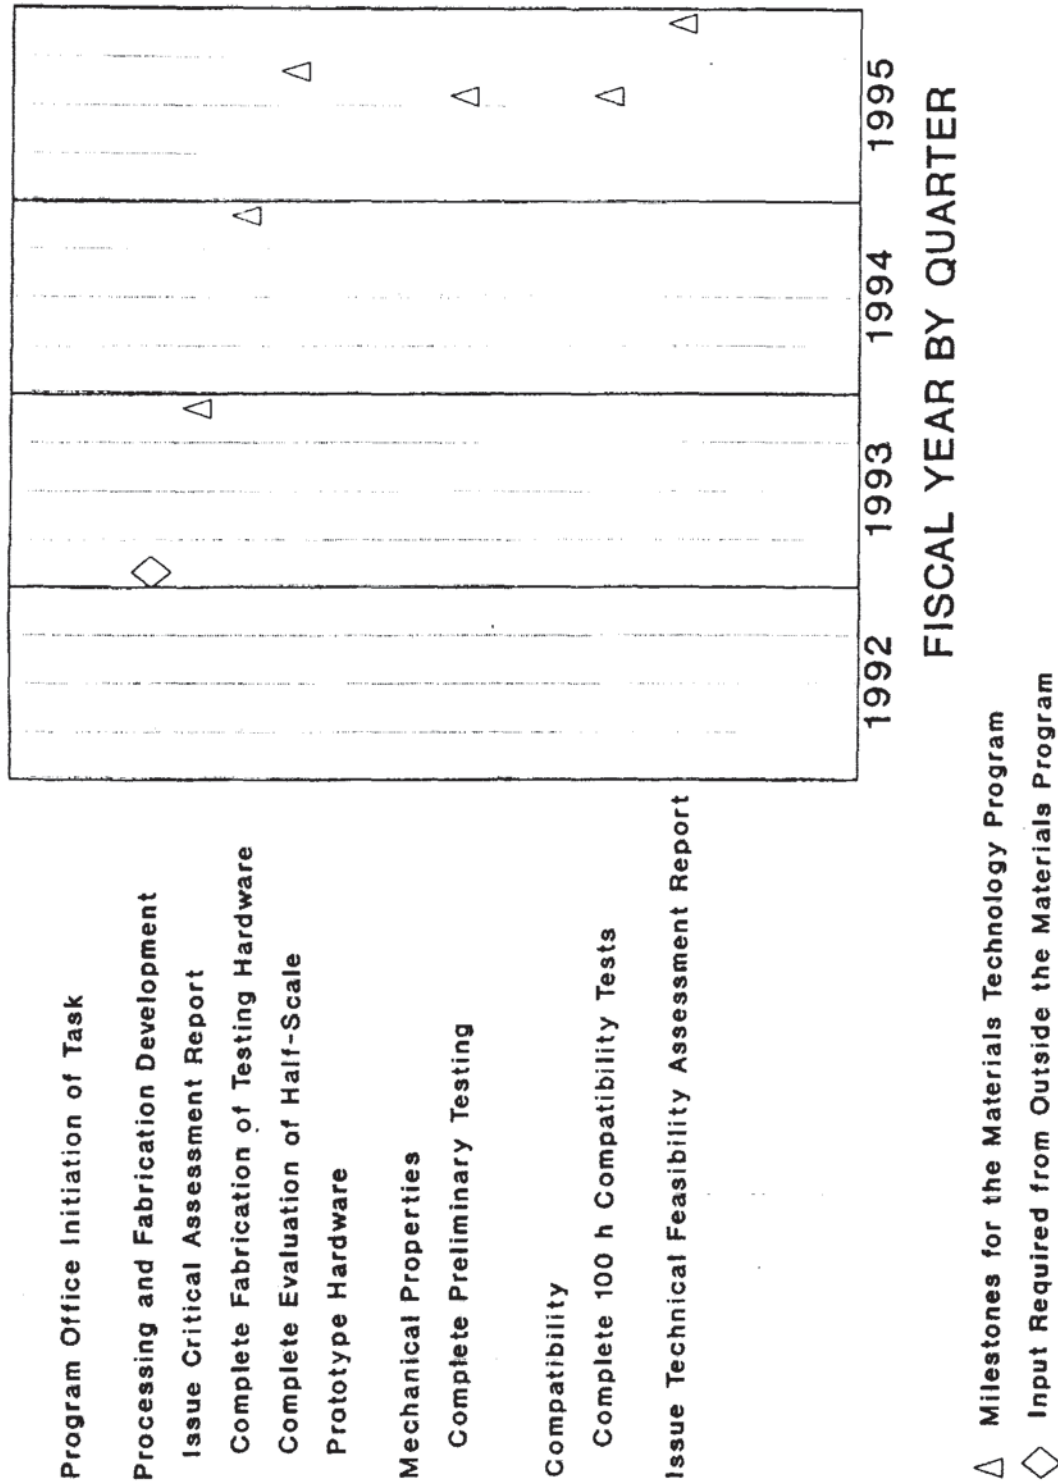 Program Office Initiation of Task
Processing and Fabrication Development
Issue Critical Assessment Report
Complete Fabrication of Testing Hardware
Complete Evaluation of Half-Scale
Prototype Hardware
Mechanical Properties
Complete Preliminary Testing
Compatibility
Complete 100 h Compatibility Tests
Issue Technical Feasibility Assessment Report
1992 1993 1994 1995
FISCAL YEAR BY QUARTER
Milestones for the Materials Technology Program
Input Required from Outside the Materials Program